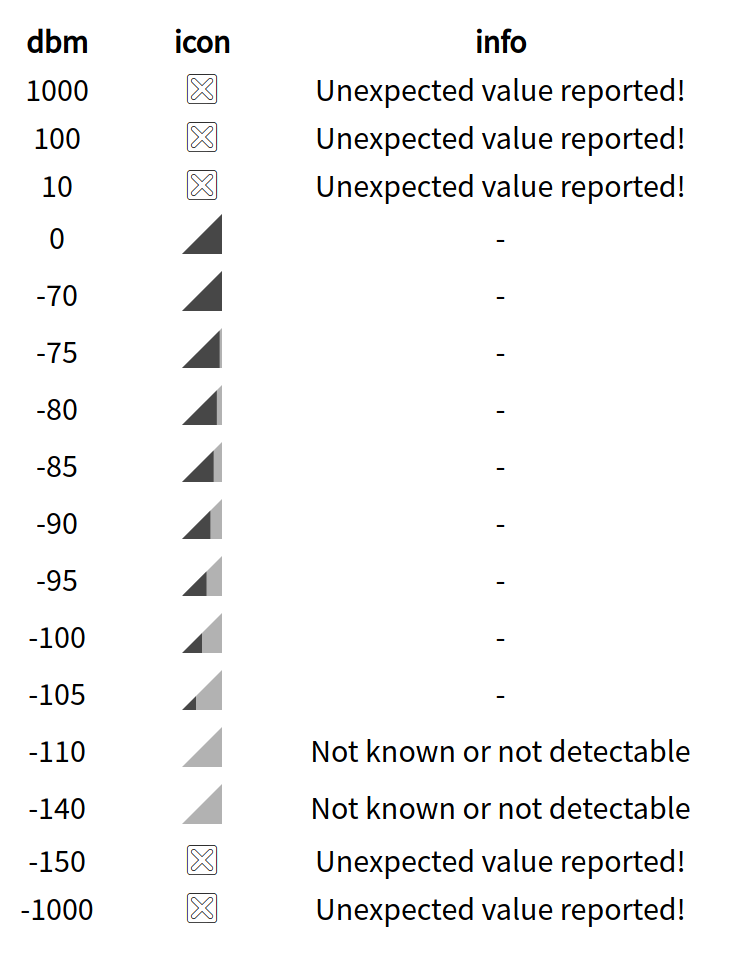 dbm icon info
1000 Unexpected value reported!
100 Unexpected value reported!
10 Unexpected value reported!
0 -
-70 -
-75 -
-80 -
-85 -
-90 -
-95 -
-100 -
-105 -
-110 Not known or not detectable
-140 Not known or not detectable
-150 Unexpected value reported!
-1000 Unexpected value reported!